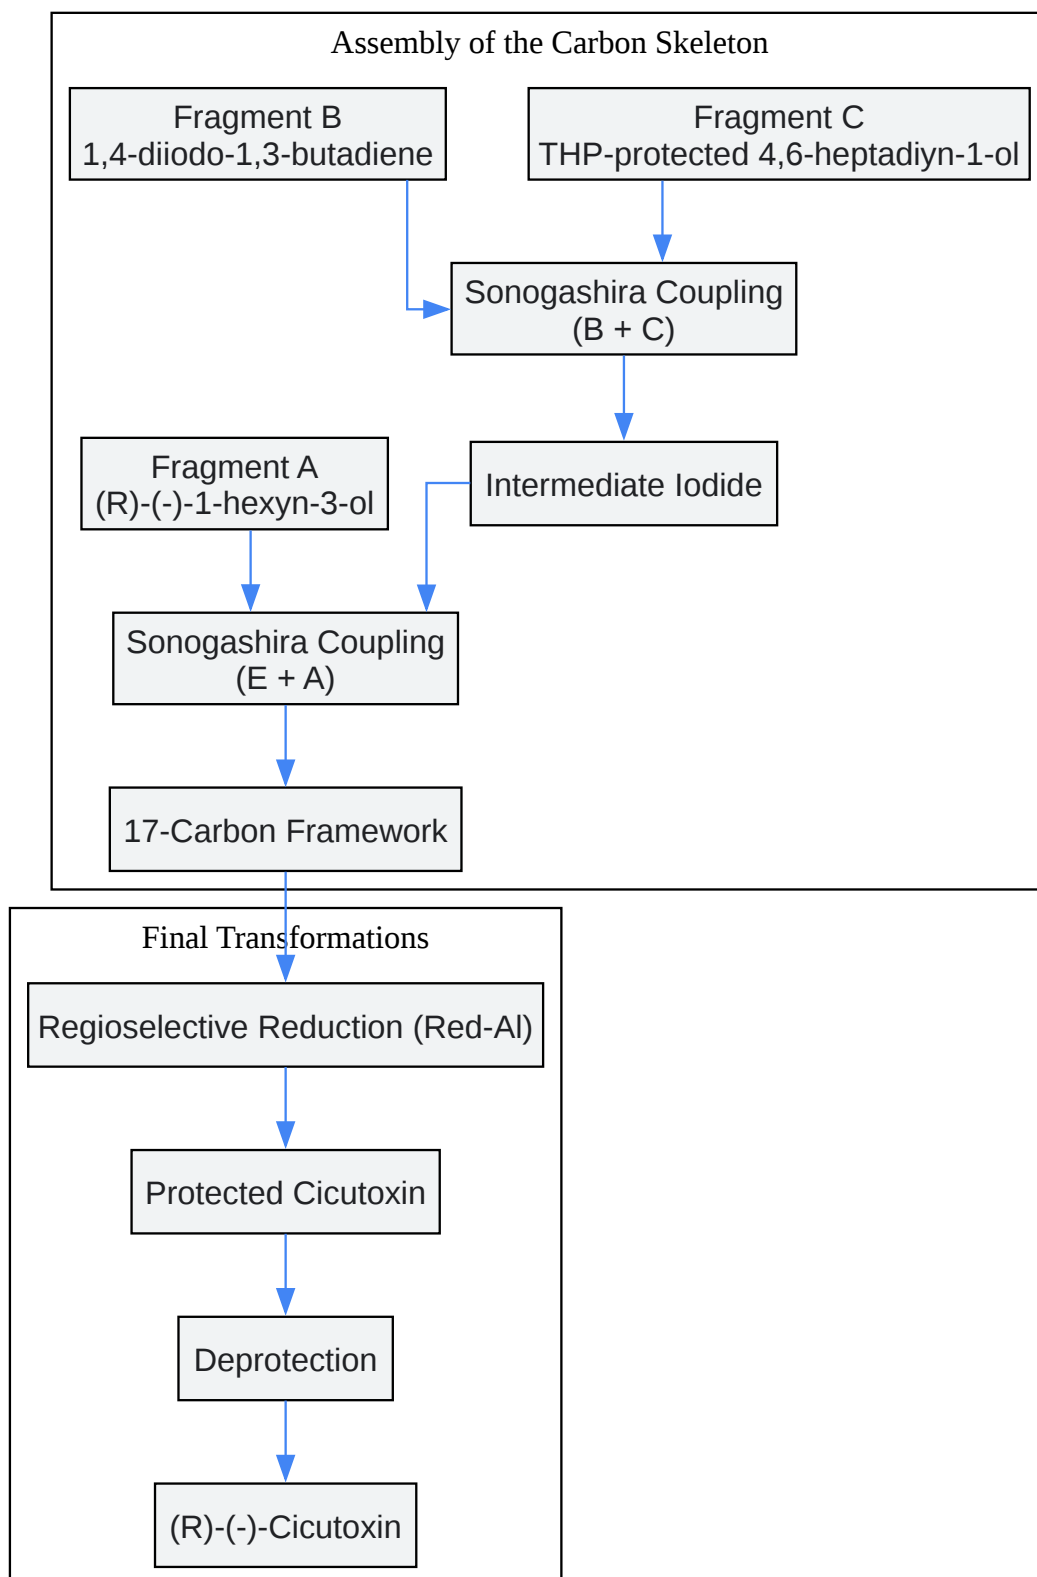 Assembly of the Carbon Skeleton
Fragment B
1,4-diiodo-1,3-butadiene
Fragment C
THP-protected 4,6-heptadiyn-1-ol
Sonogashira Coupling
(B + C)
Fragment A
(R)-(-)-1-hexyn-3-ol
Intermediate Iodide
Sonogashira Coupling
(E + A)
17-Carbon Framework
Final Transformations
Regioselective Reduction (Red-Al)
Protected Cicutoxin
Deprotection
(R)-(-)-Cicutoxin